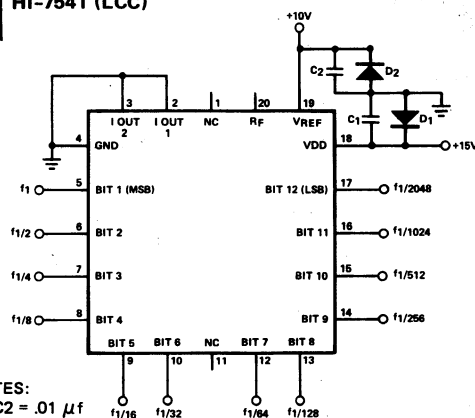 HI-7541 (LCC)
+10V
C2
D2
3 2 1 20 19
I OUT 2
I OUT 1
NC
RF
VREF
C1
D1
4 GND
VDD 18
+15V
f1 5 BIT 1 (MSB)
BIT 12 (LSB) 17 f1/2048
f1/2 6 BIT 2
BIT 11 16 f1/1024
f1/4 7 BIT 3
BIT 10 15 f1/512
f1/8 8 BIT 4
BIT 9 14 f1/256
BIT 5 BIT 6 NC BIT 7 BIT 8
9 10 11 12 13
f1/16 f1/32 f1/64 f1/128
TES:
C2 = .01 μf